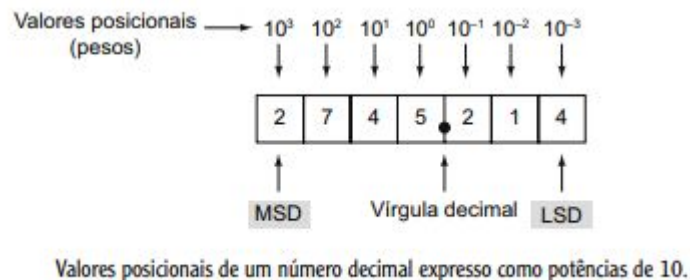 Valores posicionais
(pesos)
10³ 10² 10¹ 10⁰ 10⁻¹ 10⁻² 10⁻³
2 7 4 5 2 1 4
MSD Vírgula decimal LSD
Valores posicionais de um número decimal expresso como potências de 10.